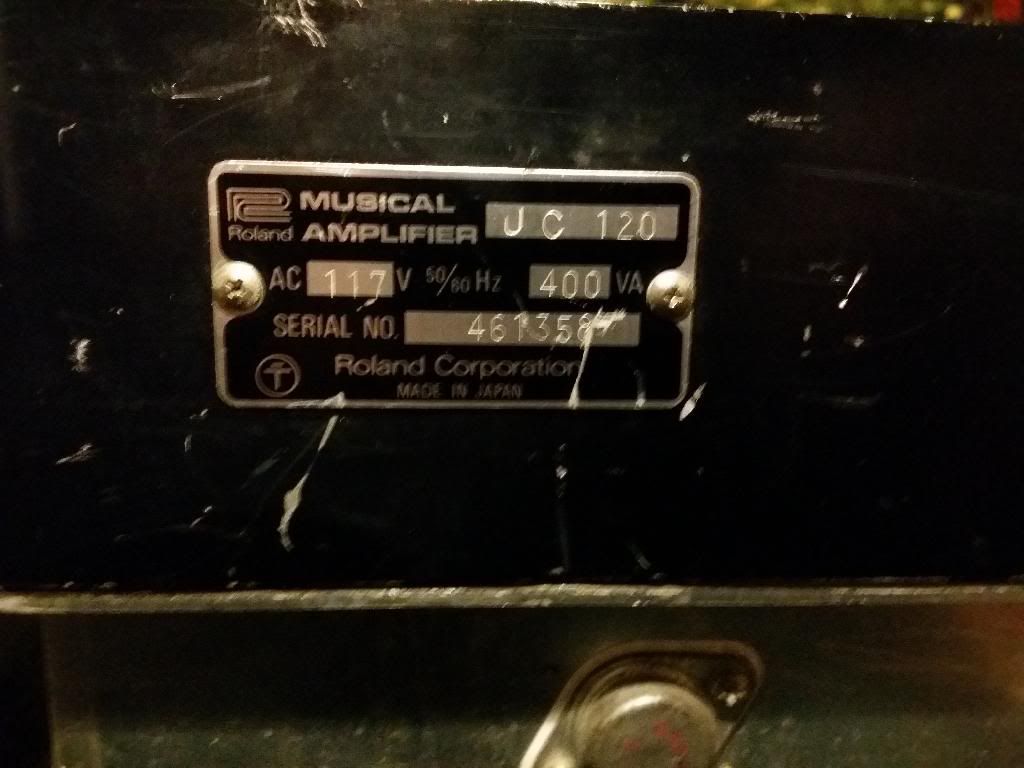 Roland MUSICAL AMPLIFIER JC 120
AC 117 V 50/60 Hz 400 VA
SERIAL NO.
Roland Corporation
MADE IN JAPAN